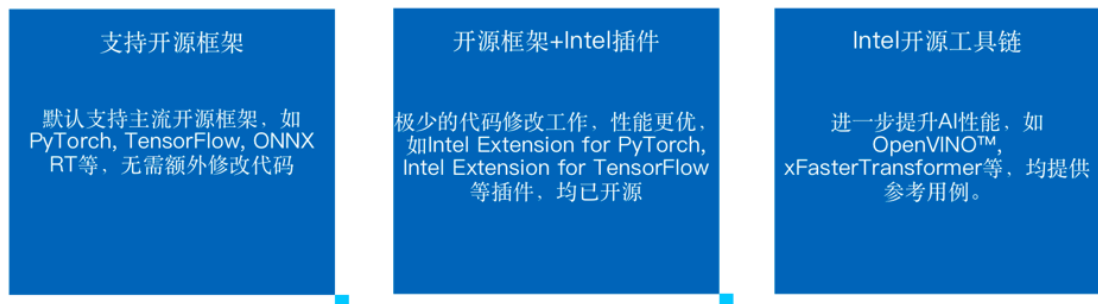 支持开源框架
默认支持主流开源框架，如
PyTorch, TensorFlow, ONNX
RT等，无需额外修改代码
开源框架+Intel插件
极少的代码修改工作，性能更优，
如Intel Extension for PyTorch,
Intel Extension for TensorFlow
等插件，均已开源
Intel开源工具链
进一步提升AI性能，如
OpenVINO™,
xFasterTransformer等，均提供
参考用例。